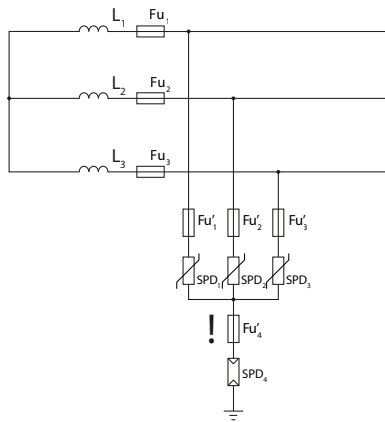 L₁ Fu₁
L₂ Fu₂
L₃ Fu₃
Fu'₁ Fu'₂ Fu'₃
SPD₁ SPD₂ SPD₃
! Fu'₄
SPD₄